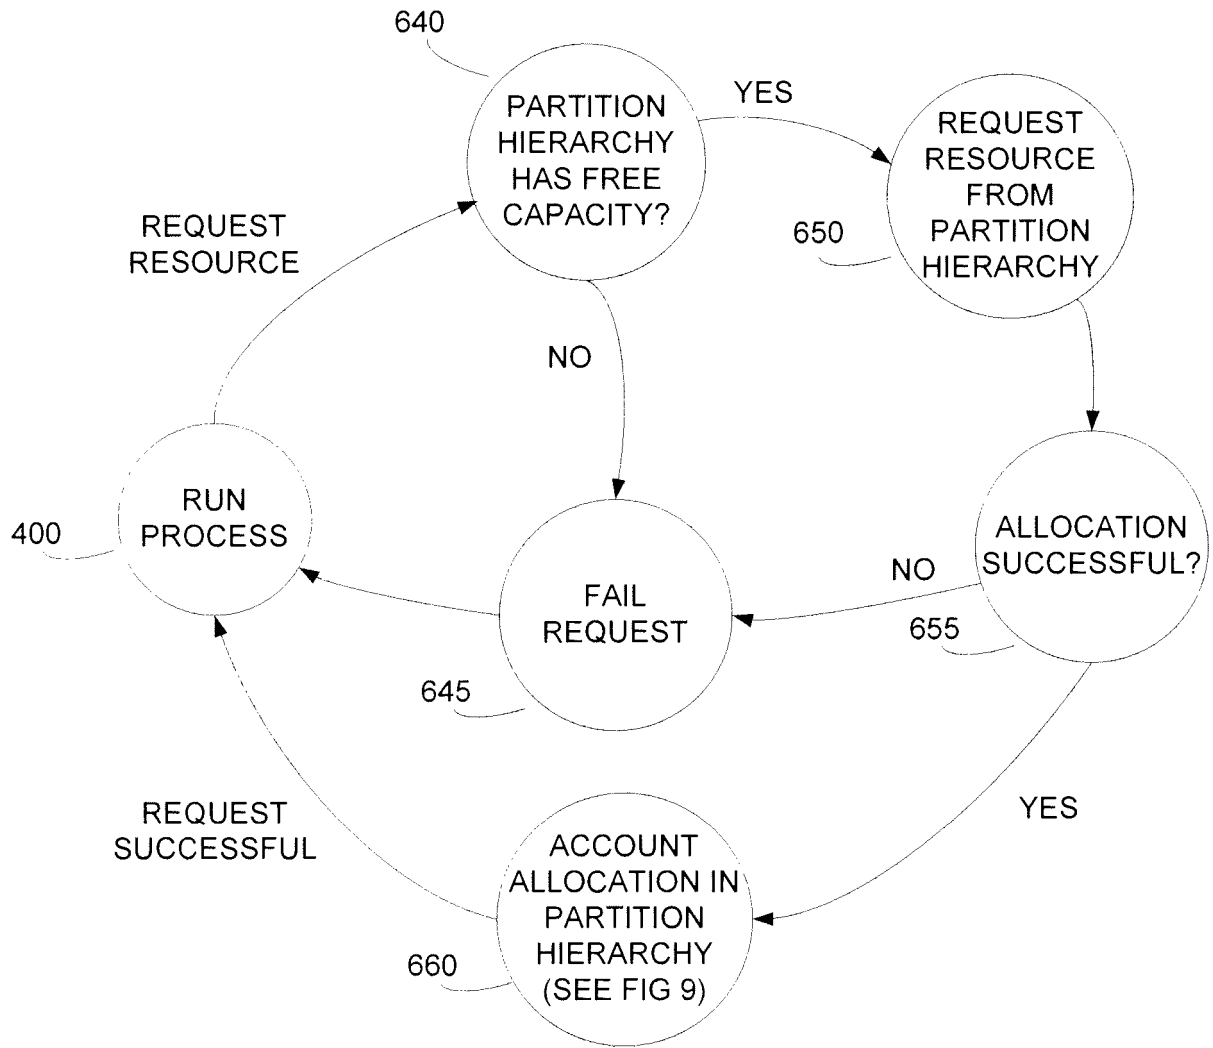 640
PARTITION
HIERARCHY
HAS FREE
CAPACITY?
YES
REQUEST
RESOURCE
FROM
PARTITION
HIERARCHY
650
REQUEST
RESOURCE
NO
RUN
PROCESS
400
ALLOCATION
SUCCESSFUL?
NO
655
FAIL
REQUEST
645
YES
REQUEST
SUCCESSFUL
ACCOUNT
ALLOCATION IN
PARTITION
HIERARCHY
(SEE FIG 9)
660